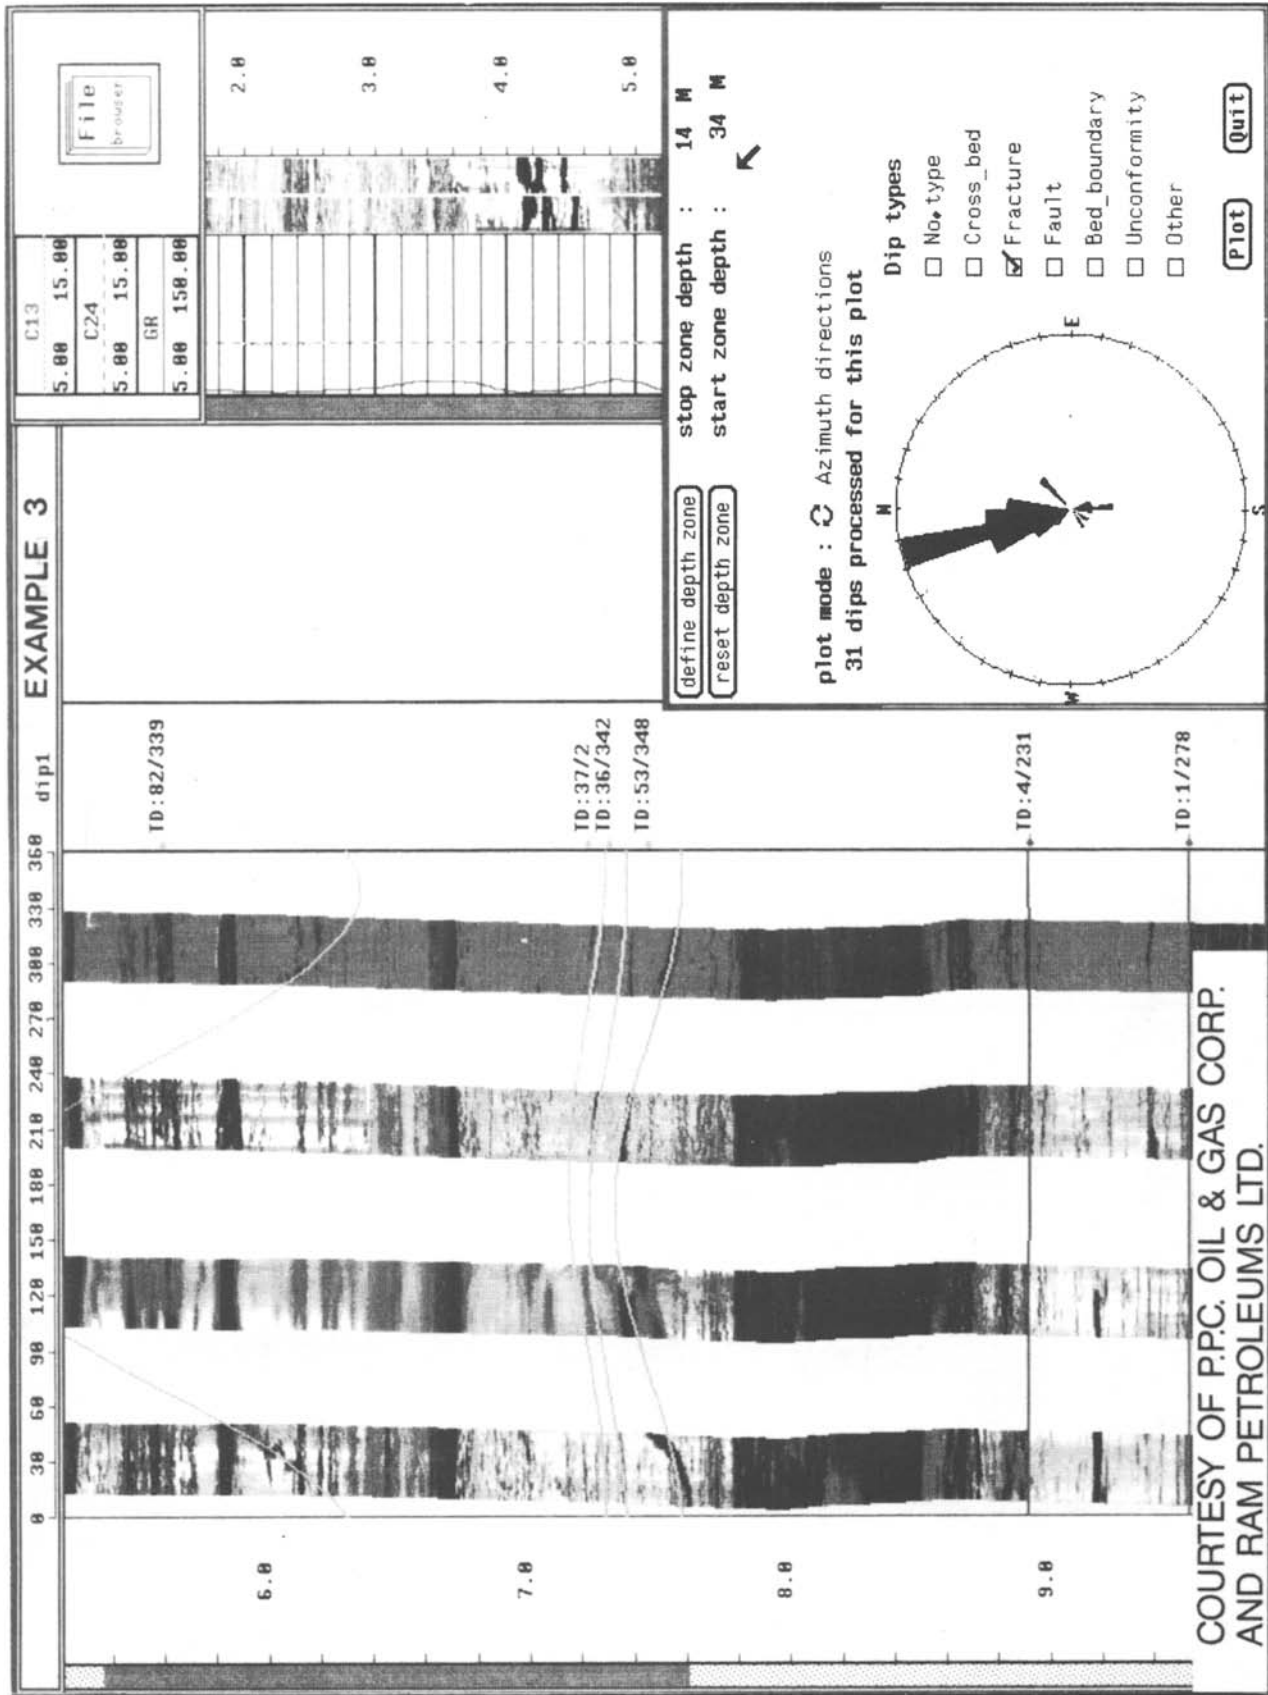 EXAMPLE 3
0 30 60 90 120 150 180 210 240 270 300 330 360 dip1
6.0
7.0
8.0
9.0
TD:82/339
TD:37/2
TD:36/342
TD:53/348
TD:4/231
TD:1/278
C13
5.00 15.00
C24
5.00 15.00
GR
5.00 150.00
File
browser
2.0
3.0
4.0
5.0
define depth zone
stop zone depth : 14 M
reset depth zone
start zone depth : 34 M
plot mode : Azimuth directions
31 dips processed for this plot
N
E
S
W
Dip types
No.type
Cross_bed
Fracture
Fault
Bed_boundary
Unconformity
Other
Plot
Quit
COURTESY OF P.P.C. OIL & GAS CORP.
AND RAM PETROLEUMS LTD.